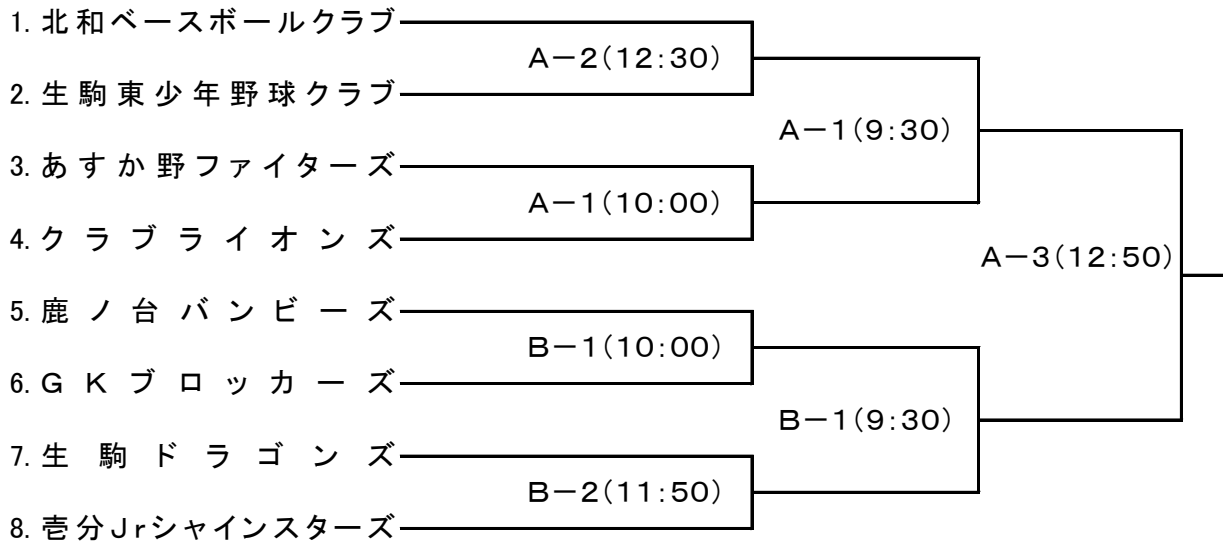 1. 北和ベースボールクラブ
A－2(12:30)
2. 生駒東少年野球クラブ
A－1(9:30)
3. あすか野ファイターズ
A－1(10:00)
4. クラブライオンズ
A－3(12:50)
5. 鹿ノ台バンビーズ
B－1(10:00)
6. GKブロッカーズ
B－1(9:30)
7. 生駒ドラゴンズ
B－2(11:50)
8. 壱分Jrシャインスターズ